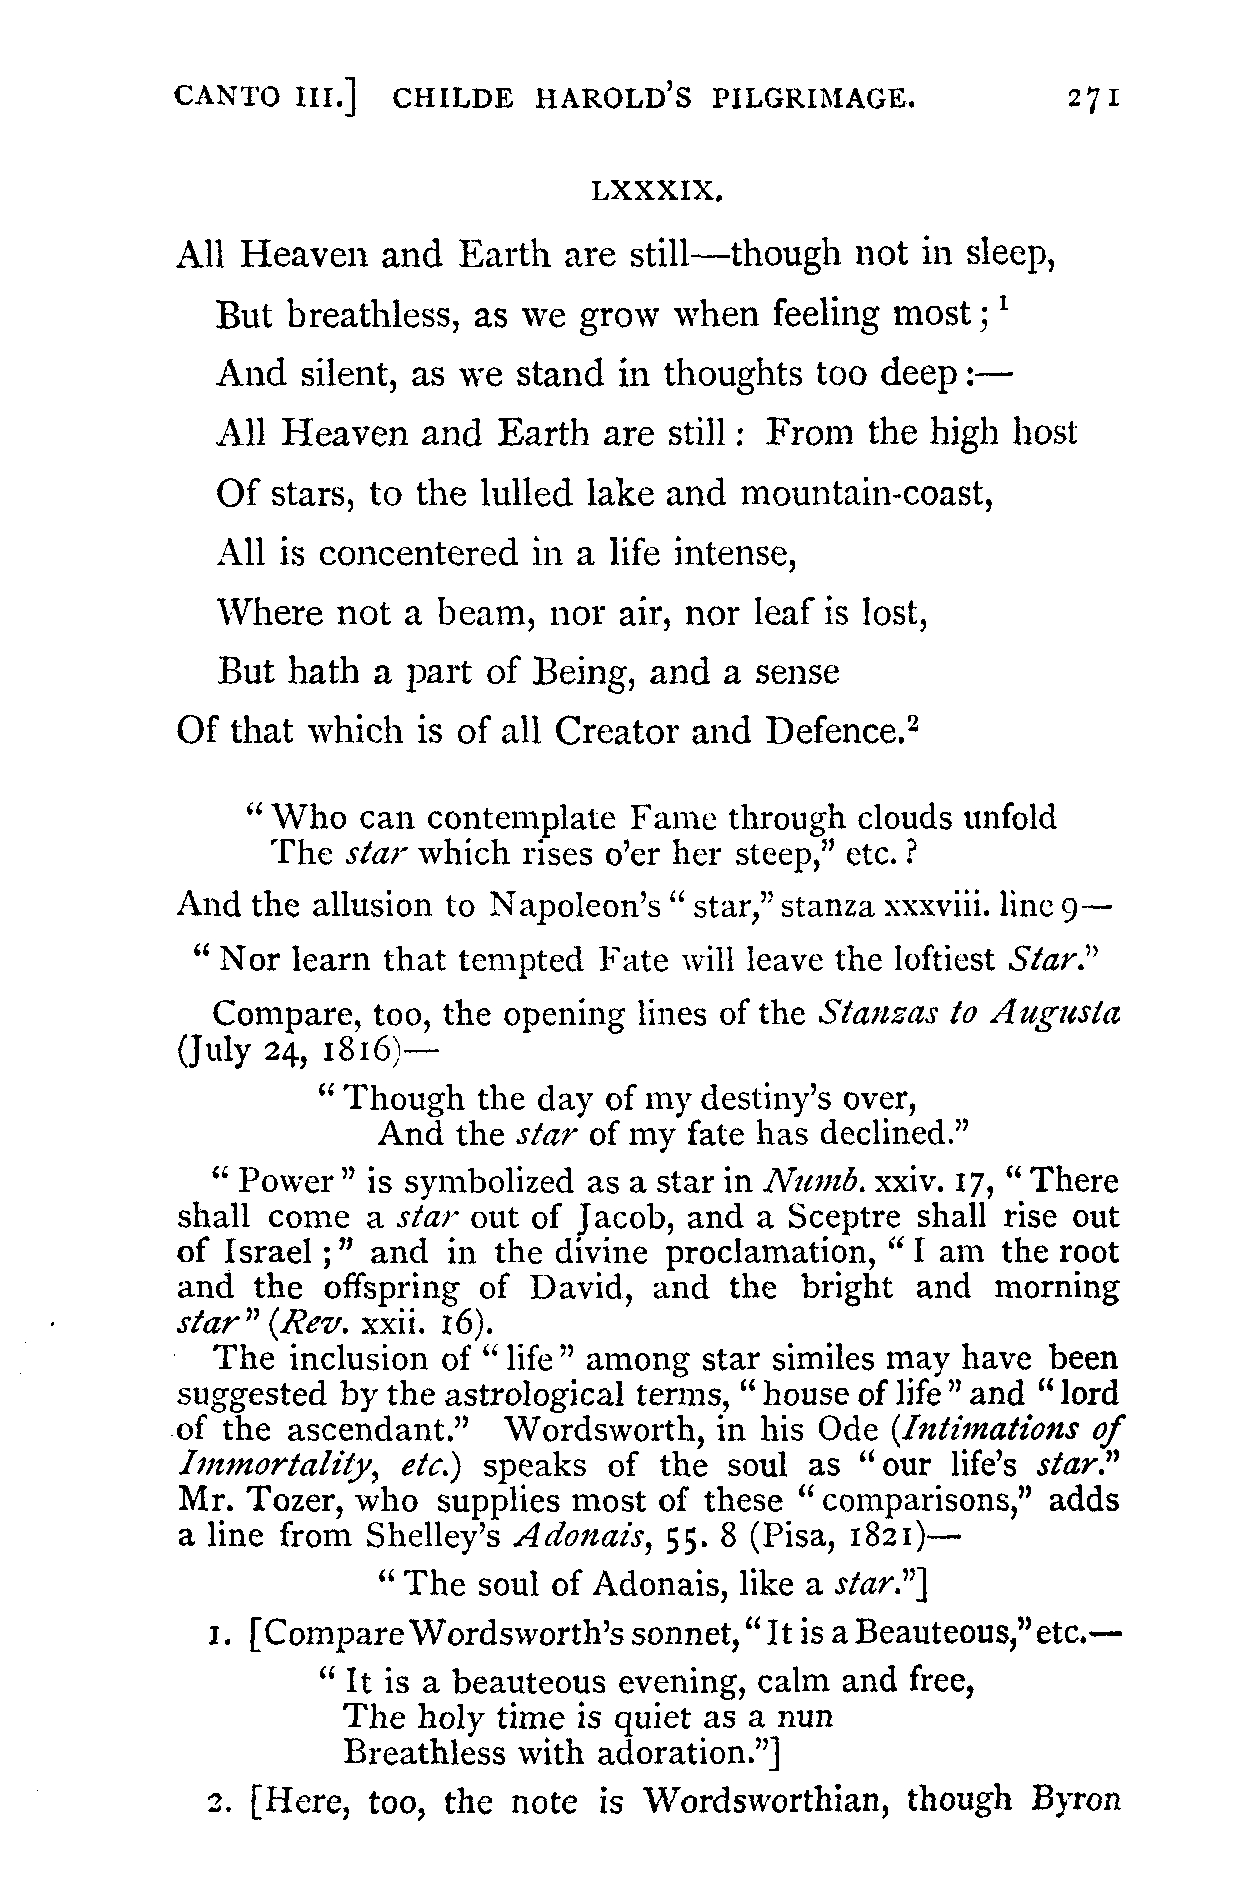 CANTO III.] CHILDE HAROLD'S PILGRIMAGE. 271
LXXXIX.
All Heaven and Earth are still—though not in sleep,
But breathless, as we grow when feeling most; ¹
And silent, as we stand in thoughts too deep:—
All Heaven and Earth are still: From the high host
Of stars, to the lulled lake and mountain-coast,
All is concentered in a life intense,
Where not a beam, nor air, nor leaf is lost,
But hath a part of Being, and a sense
Of that which is of all Creator and Defence.²
"Who can contemplate Fame through clouds unfold
The star which rises o'er her steep," etc.?
And the allusion to Napoleon's "star," stanza xxxviii. line 9—
"Nor learn that tempted Fate will leave the loftiest Star."
Compare, too, the opening lines of the Stanzas to Augusta
(July 24, 1816)—
"Though the day of my destiny's over,
And the star of my fate has declined."
"Power" is symbolized as a star in Numb. xxiv. 17, "There
shall come a star out of Jacob, and a Sceptre shall rise out
of Israel;" and in the divine proclamation, "I am the root
and the offspring of David, and the bright and morning
star" (Rev. xxii. 16).
The inclusion of "life" among star similes may have been
suggested by the astrological terms, "house of life" and "lord
of the ascendant." Wordsworth, in his Ode (Intimations of
Immortality, etc.) speaks of the soul as "our life's star."
Mr. Tozer, who supplies most of these "comparisons," adds
a line from Shelley's Adonais, 55. 8 (Pisa, 1821)—
"The soul of Adonais, like a star."]
1. [Compare Wordsworth's sonnet, "It is a Beauteous," etc.—
"It is a beauteous evening, calm and free,
The holy time is quiet as a nun
Breathless with adoration."]
2. [Here, too, the note is Wordsworthian, though Byron